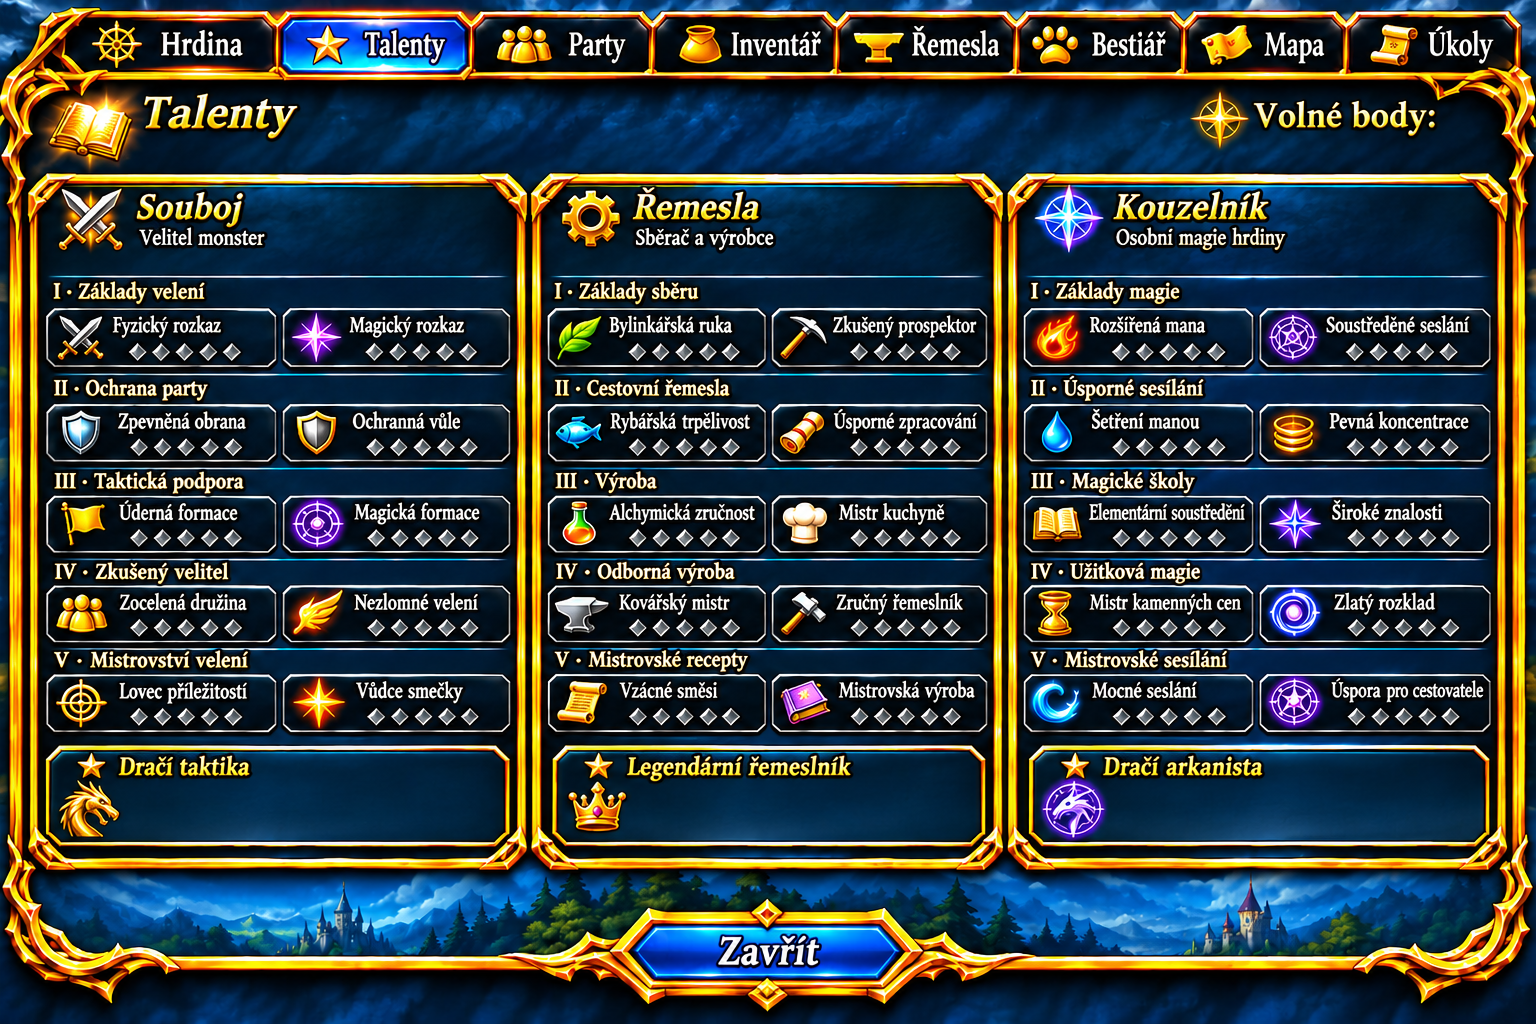 Hrdina
Talenty
Party
Inventář
Řemesla
Bestiář
Mapa
Úkoly
Talenty
Volné body:
Souboj
Velitel monster
I · Základy velení
Fyzický rozkaz
Magický rozkaz
II · Ochrana party
Zpevněná obrana
Ochranná vůle
III · Taktická podpora
Úderná formace
Magická formace
IV · Zkušený velitel
Zocelená družina
Nezlomné velení
V · Mistrovství velení
Lovec příležitostí
Vůdce smečky
Dračí taktika
Řemesla
Sběrač a výrobce
I · Základy sběru
Bylinkářská ruka
Zkušený prospektor
II · Cestovní řemesla
Rybářská trpělivost
Úsporné zpracování
III · Výroba
Alchymická zručnost
Mistr kuchyně
IV · Odborná výroba
Kovářský mistr
Zručný řemeslník
V · Mistrovské recepty
Vzácné směsi
Mistrovská výroba
Legendární řemeslník
Kouzelník
Osobní magie hrdiny
I · Základy magie
Rozšířená mana
Soustředěné seslání
II · Úsporné sesílání
Šetření manou
Pevná koncentrace
III · Magické školy
Elementární soustředění
Široké znalosti
IV · Užitková magie
Mistr kamenných cen
Zlatý rozklad
V · Mistrovské sesílání
Mocné seslání
Úspora pro cestovatele
Dračí arkanista
Zavřít